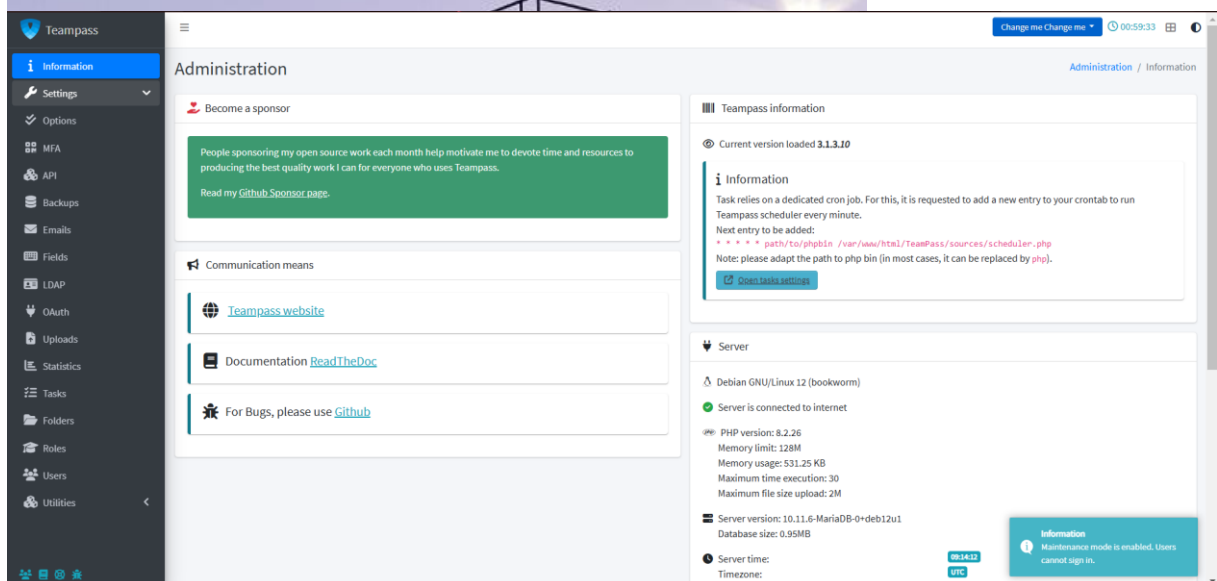 Teampass
Change me Change me
00:59:33
Information
Settings
Options
MFA
API
Backups
Emails
Fields
LDAP
OAuth
Uploads
Statistics
Tasks
Folders
Roles
Users
Utilities
Administration
Administration / Information
Become a sponsor
People sponsoring my open source work each month help motivate me to devote time and resources to
producing the best quality work I can for everyone who uses Teampass.
Read my Github Sponsor page.
Communication means
Teampass website
Documentation ReadTheDoc
For Bugs, please use Github
Teampass information
Current version loaded 3.1.3.10
Information
Task relies on a dedicated cron job. For this, it is requested to add a new entry to your crontab to run
Teampass scheduler every minute.
Next entry to be added:
* * * * * path/to/phpbin /var/www/html/TeamPass/sources/scheduler.php
Note: please adapt the path to php bin (in most cases, it can be replaced by php).
Open tasks settings
Server
Debian GNU/Linux 12 (bookworm)
Server is connected to internet
php PHP version: 8.2.26
Memory limit: 128M
Memory usage: 531.25 KB
Maximum time execution: 30
Maximum file size upload: 2M
Server version: 10.11.6-MariaDB-0+deb12u1
Database size: 0.95MB
Server time: 09:14:12
Timezone: UTC
Information
Maintenance mode is enabled. Users
cannot sign in.